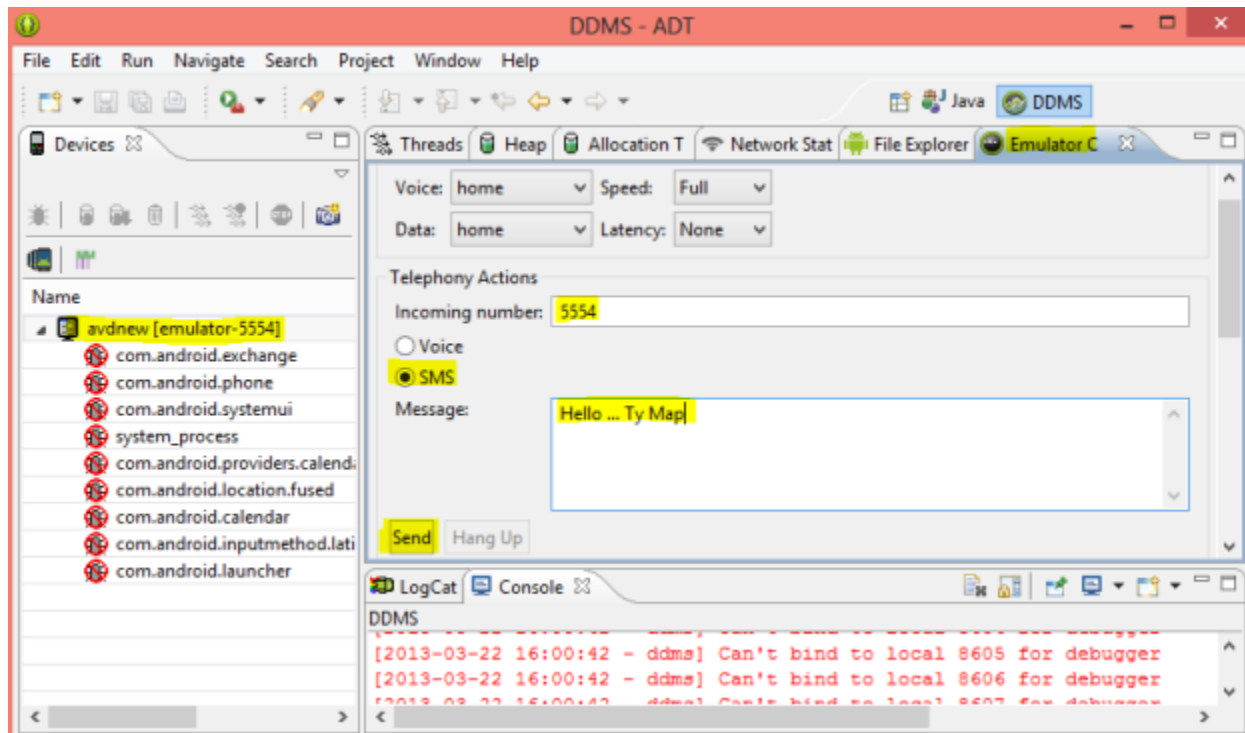 DDMS - ADT
File Edit Run Navigate Search Project Window Help
Java DDMS
Devices
Threads Heap Allocation T Network Stat File Explorer Emulator C
Voice: home Speed: Full
Data: home Latency: None
Name
avdnew [emulator-5554]
com.android.exchange
com.android.phone
com.android.systemui
system_process
com.android.providers.calenda
com.android.location.fused
com.android.calendar
com.android.inputmethod.lati
com.android.launcher
Telephony Actions
Incoming number: 5554
Voice
SMS
Message: Hello ... Ty Map
Send Hang Up
LogCat Console
DDMS
[2013-03-22 16:00:42 - ddms] Can't bind to local 8605 for debugger
[2013-03-22 16:00:42 - ddms] Can't bind to local 8606 for debugger